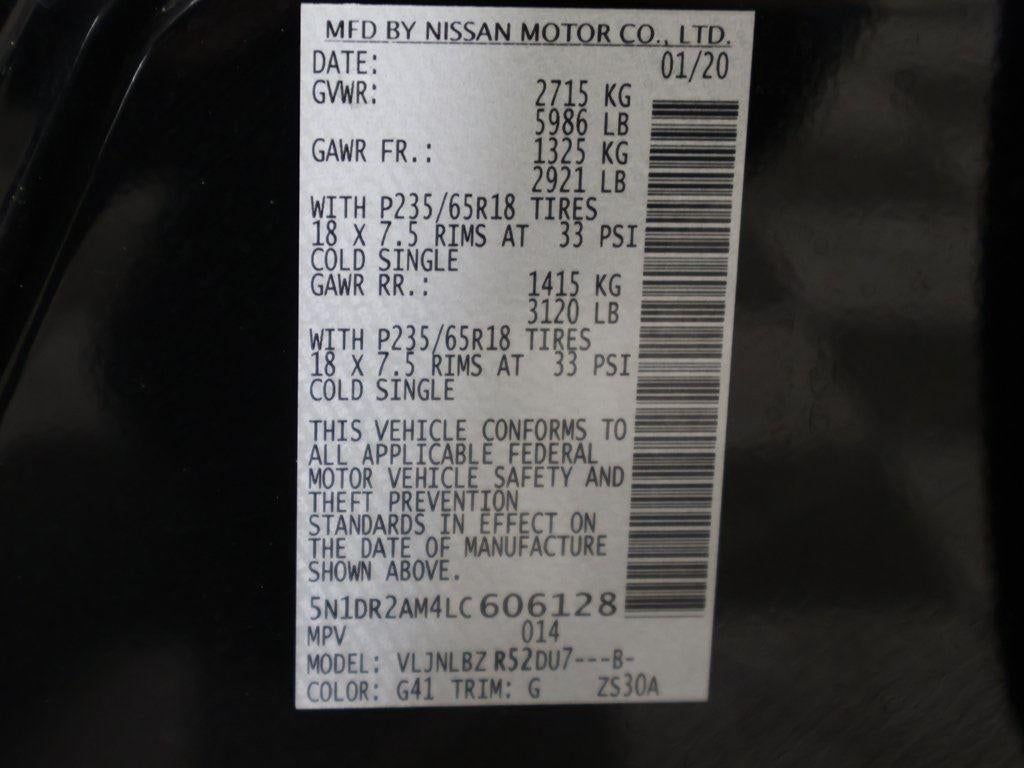 MFD BY NISSAN MOTOR CO., LTD.
DATE: 01/20
GVWR: 2715 KG
5986 LB
GAWR FR.: 1325 KG
2921 LB
WITH P235/65R18 TIRES
18 X 7.5 RIMS AT 33 PSI
COLD SINGLE
GAWR RR.: 1415 KG
3120 LB
WITH P235/65R18 TIRES
18 X 7.5 RIMS AT 33 PSI
COLD SINGLE
THIS VEHICLE CONFORMS TO
ALL APPLICABLE FEDERAL
MOTOR VEHICLE SAFETY AND
THEFT PREVENTION
STANDARDS IN EFFECT ON
THE DATE OF MANUFACTURE
SHOWN ABOVE.
5N1DR2AM4LC606128
MPV 014
MODEL: VLJNLBZ R52DU7---B-
COLOR: G41 TRIM: G ZS30A